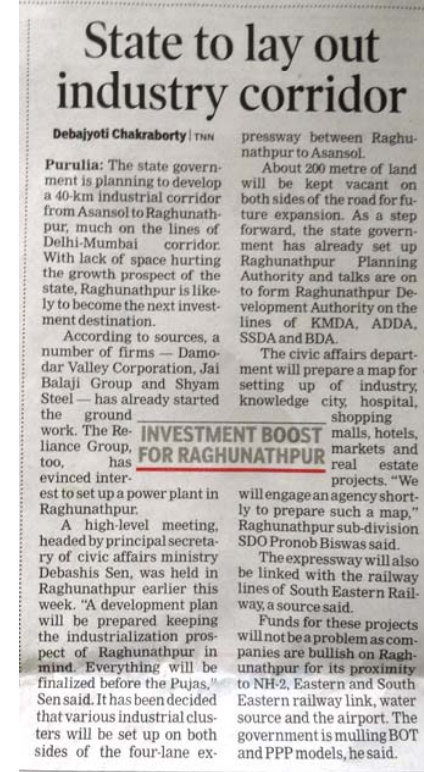 State to lay out
industry corridor
Debajyoti Chakraborty | TNN
Purulia: The state govern-
ment is planning to develop
a 40-km industrial corridor
from Asansol to Raghunath-
pur, much on the lines of
Delhi-Mumbai corridor.
With lack of space hurting
the growth prospect of the
state, Raghunathpur is like-
ly to become the next invest-
ment destination.
According to sources, a
number of firms — Damo-
dar Valley Corporation, Jai
Balaji Group and Shyam
Steel — has already started
the ground
work. The Re-
liance Group,
too, has
evinced inter-
est to set up a power plant in
Raghunathpur.
A high-level meeting,
headed by principal secreta-
ry of civic affairs ministry
Debashis Sen, was held in
Raghunathpur earlier this
week. “A development plan
will be prepared keeping
the industrialization pros-
pect of Raghunathpur in
mind. Everything will be
finalized before the Pujas,”
Sen said. It has been decided
that various industrial clus-
ters will be set up on both
sides of the four-lane ex-
INVESTMENT BOOST
FOR RAGHUNATHPUR
pressway between Raghu-
nathpur to Asansol.
About 200 metre of land
will be kept vacant on
both sides of the road for fu-
ture expansion. As a step
forward, the state govern-
ment has already set up
Raghunathpur Planning
Authority and talks are on
to form Raghunathpur De-
velopment Authority on the
lines of KMDA, ADDA,
SSDA and BDA.
The civic affairs depart-
ment will prepare a map for
setting up of industry,
knowledge city, hospital,
shopping
malls, hotels,
markets and
real estate
projects. “We
will engage an agency short-
ly to prepare such a map,”
Raghunathpur sub-division
SDO Pronob Biswas said.
The expressway will also
be linked with the railway
lines of South Eastern Rail-
way, a source said.
Funds for these projects
will not be a problem as com-
panies are bullish on Ragh-
unathpur for its proximity
to NH-2, Eastern and South
Eastern railway link, water
source and the airport. The
government is mulling BOT
and PPP models, he said.